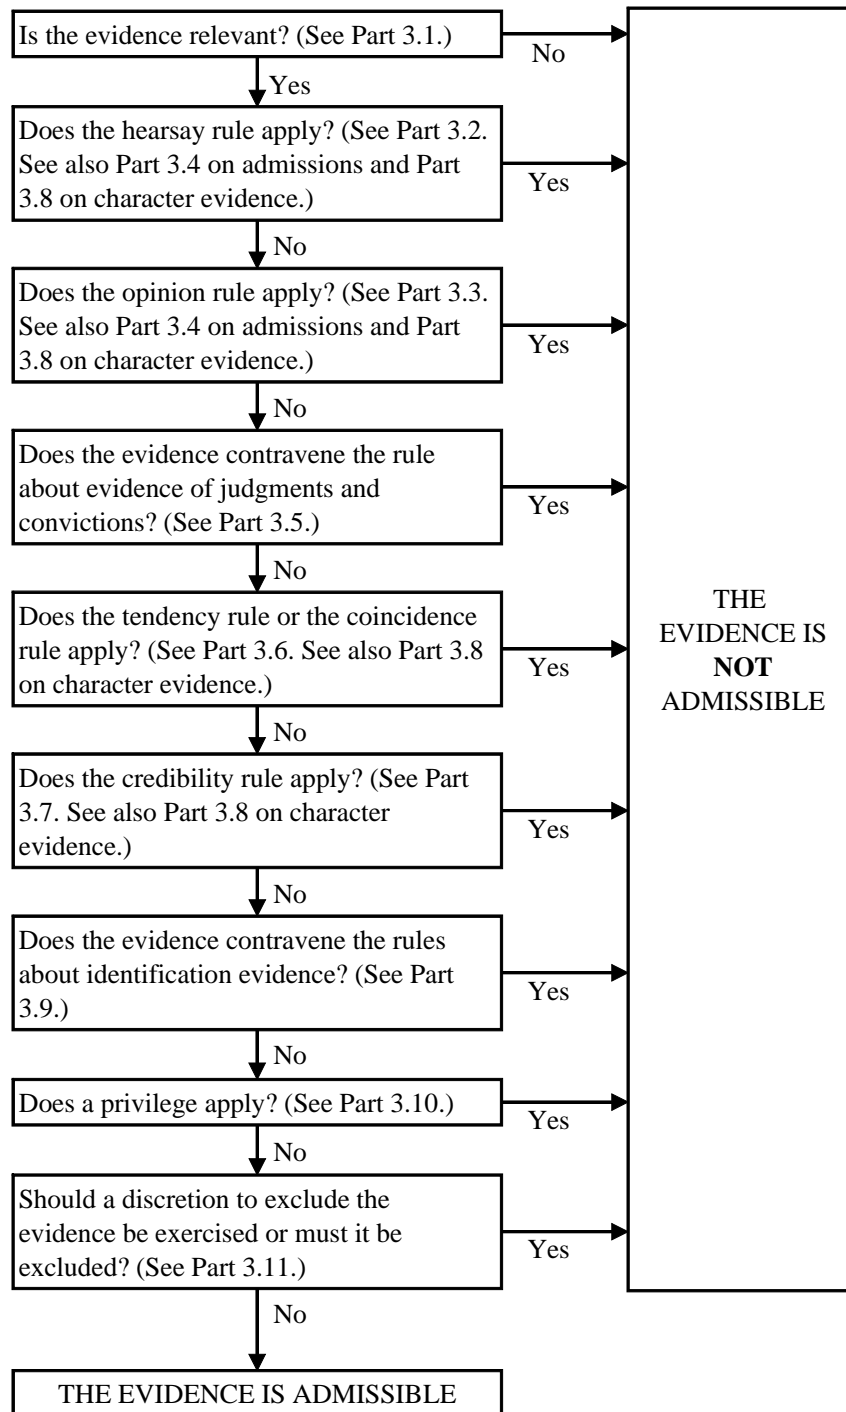 Is the evidence relevant? (See Part 3.1.)
No
Yes
Does the hearsay rule apply? (See Part 3.2.
See also Part 3.4 on admissions and Part
3.8 on character evidence.)
Yes
No
Does the opinion rule apply? (See Part 3.3.
See also Part 3.4 on admissions and Part
3.8 on character evidence.)
Yes
No
Does the evidence contravene the rule
about evidence of judgments and
convictions? (See Part 3.5.)
Yes
No
Does the tendency rule or the coincidence
rule apply? (See Part 3.6. See also Part 3.8
on character evidence.)
Yes
No
Does the credibility rule apply? (See Part
3.7. See also Part 3.8 on character
evidence.)
Yes
No
Does the evidence contravene the rules
about identification evidence? (See Part
3.9.)
Yes
No
Does a privilege apply? (See Part 3.10.)
Yes
No
Should a discretion to exclude the
evidence be exercised or must it be
excluded? (See Part 3.11.)
Yes
No
THE EVIDENCE IS ADMISSIBLE
THE
EVIDENCE IS
NOT
ADMISSIBLE